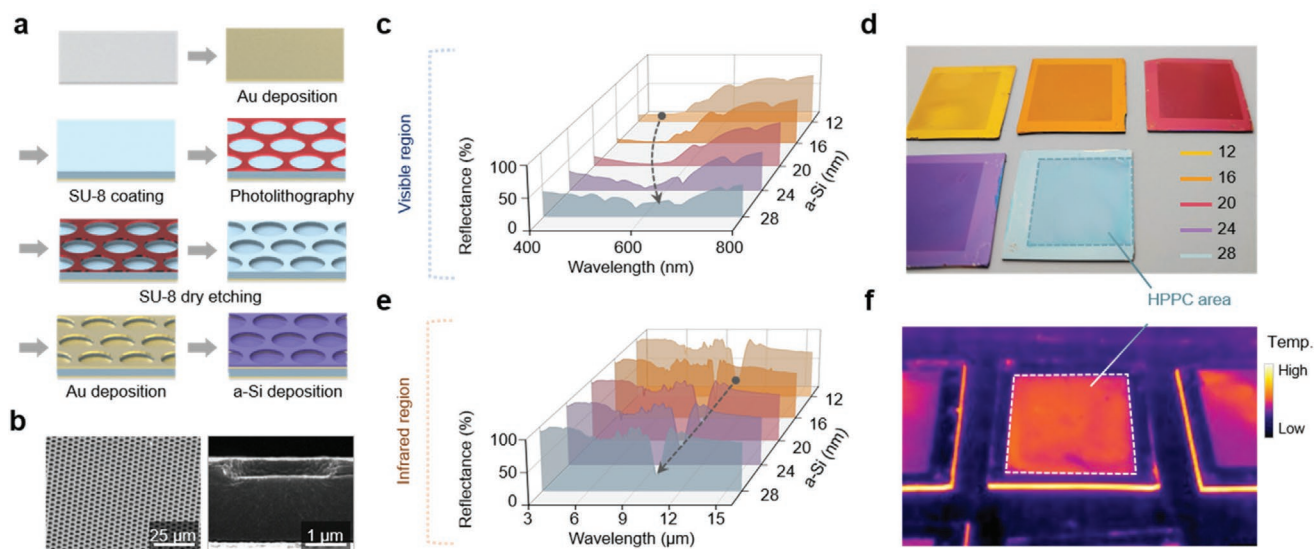 a
Au deposition
SU-8 coating
Photolithography
SU-8 dry etching
Au deposition
a-Si deposition
b
25 µm
1 µm
c
Visible region
Reflectance (%)
100
50
0
400
600
800
Wavelength (nm)
12
16
20
24
28
a-Si (nm)
d
12
16
20
24
28
HPPC area
e
Infrared region
Reflectance (%)
100
50
0
3
6
9
12
15
Wavelength (µm)
12
16
20
24
28
a-Si (nm)
f
Temp.
High
Low